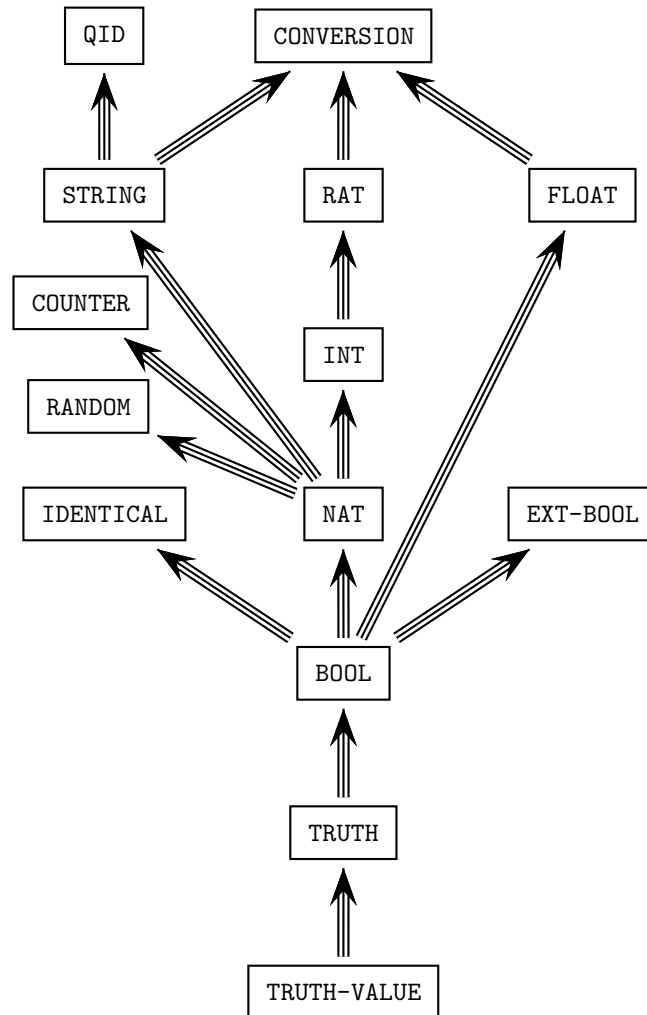 QID
CONVERSION
STRING
RAT
FLOAT
COUNTER
INT
RANDOM
IDENTICAL
NAT
EXT-BOOL
BOOL
TRUTH
TRUTH-VALUE